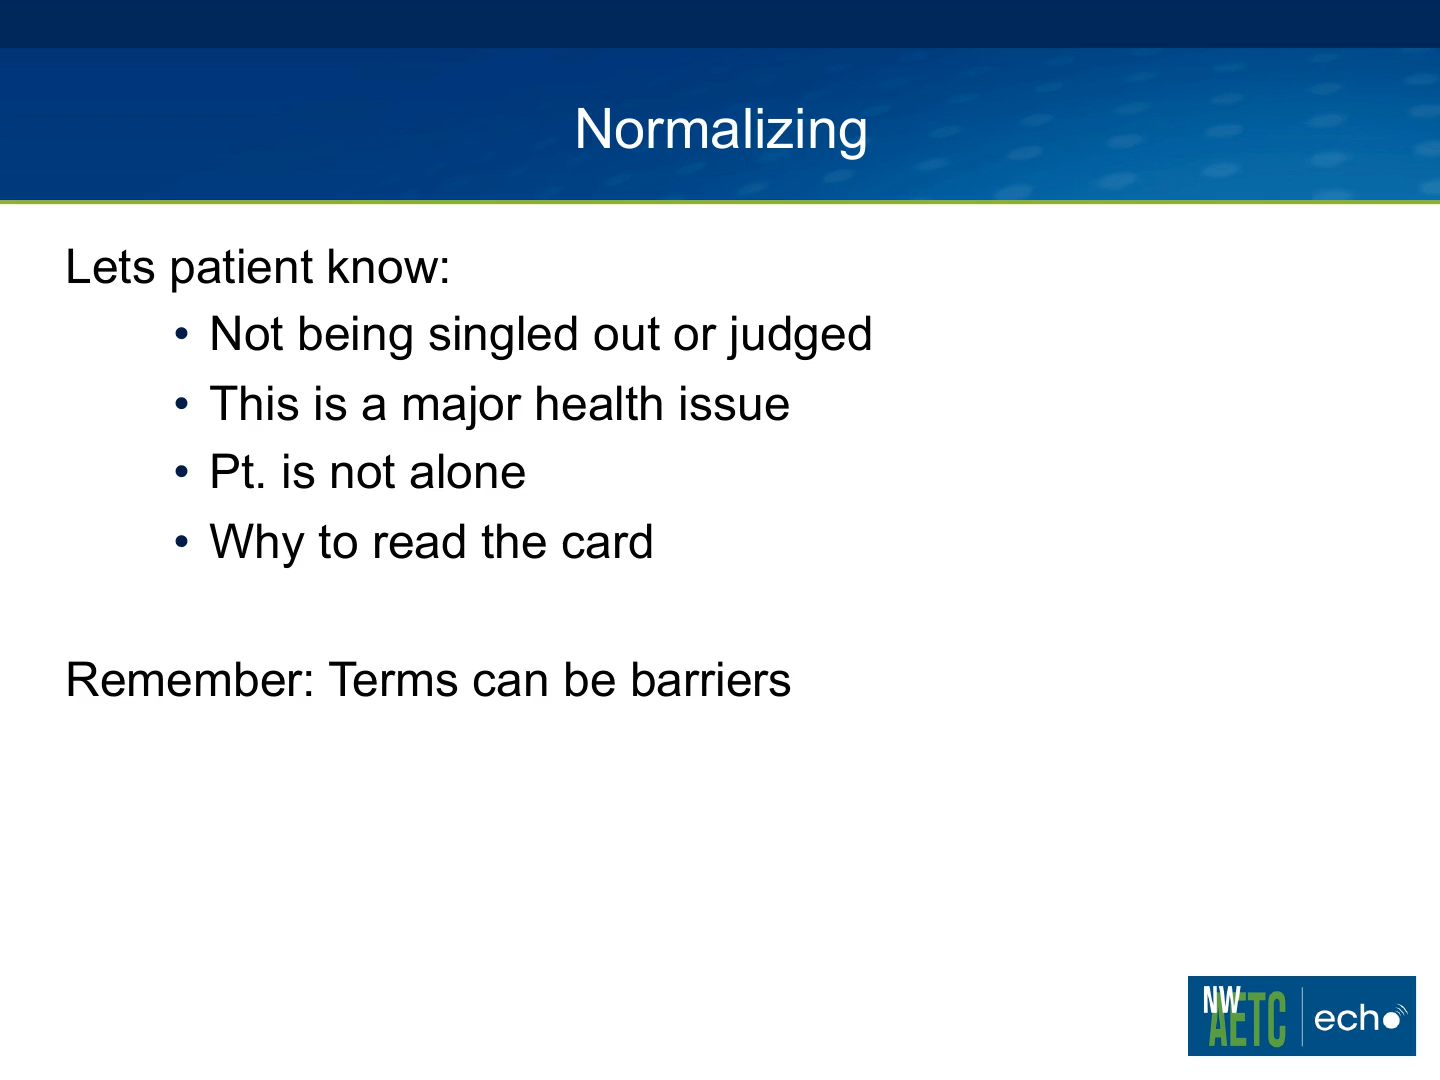 Normalizing
Lets patient know:
• Not being singled out or judged
• This is a major health issue
• Pt. is not alone
• Why to read the card
Remember: Terms can be barriers
NW
AETC
echo